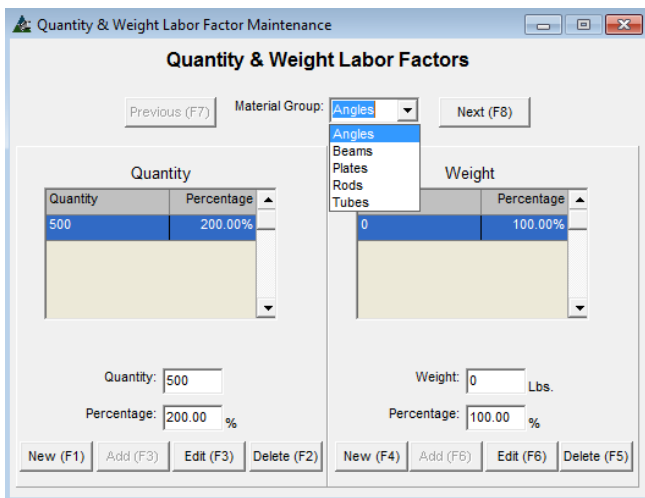 Quantity & Weight Labor Factor Maintenance
Quantity & Weight Labor Factors
Previous (F7) Material Group: Angles Next (F8)
Angles
Beams
Plates
Rods
Tubes
Quantity Weight
Quantity Percentage Percentage
500 200.00% 0 100.00%
Quantity: 500 Weight: 0 Lbs.
Percentage: 200.00 % Percentage: 100.00 %
New (F1) Add (F3) Edit (F3) Delete (F2) New (F4) Add (F6) Edit (F6) Delete (F5)